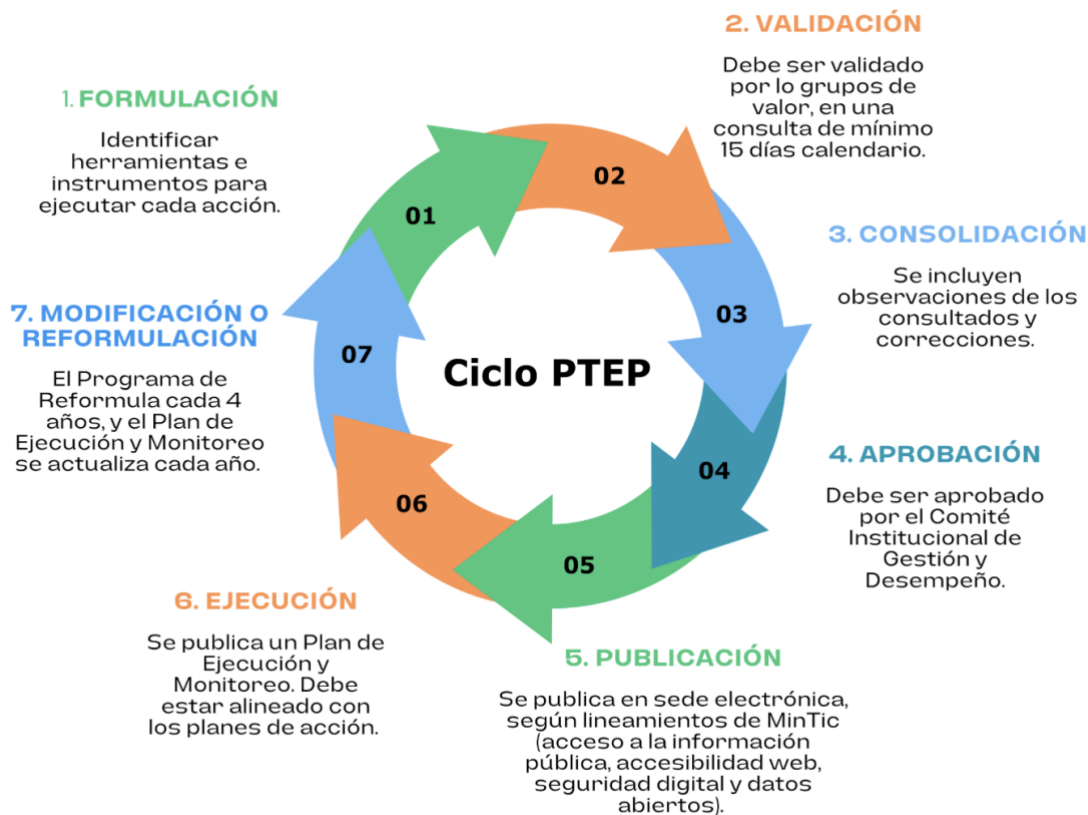 1. FORMULACIÓN
Identificar
herramientas e
instrumentos para
ejecutar cada acción.
2. VALIDACIÓN
Debe ser validado
por lo grupos de
valor, en una
consulta de mínimo
15 días calendario.
3. CONSOLIDACIÓN
Se incluyen
observaciones de los
consultados y
correcciones.
4. APROBACIÓN
Debe ser aprobado
por el Comité
Institucional de
Gestión y
Desempeño.
5. PUBLICACIÓN
Se publica en sede electrónica,
según lineamientos de MinTic
(acceso a la información
pública, accesibilidad web,
seguridad digital y datos
abiertos).
6. EJECUCIÓN
Se publica un Plan de
Ejecución y
Monitoreo. Debe
estar alineado con
los planes de acción.
7. MODIFICACIÓN O
REFORMULACIÓN
El Programa de
Reformula cada 4
años, y el Plan de
Ejecución y Monitoreo
se actualiza cada año.
Ciclo PTEP
01
02
03
04
05
06
07